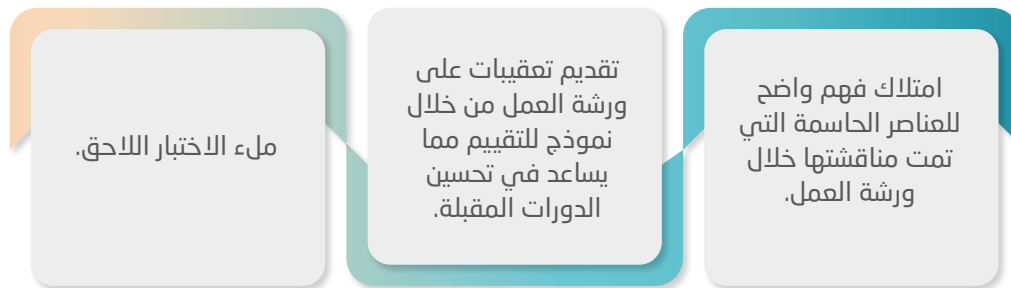 امتلاك فهم واضح
للعناصر الحاسمة التي
تمت مناقشتها خلال
ورشة العمل.
تقديم تعقيبات على
ورشة العمل من خلال
نموذج للتقييم مما
يساعد في تحسين
الدورات المقبلة.
ملء الاختبار اللاحق.